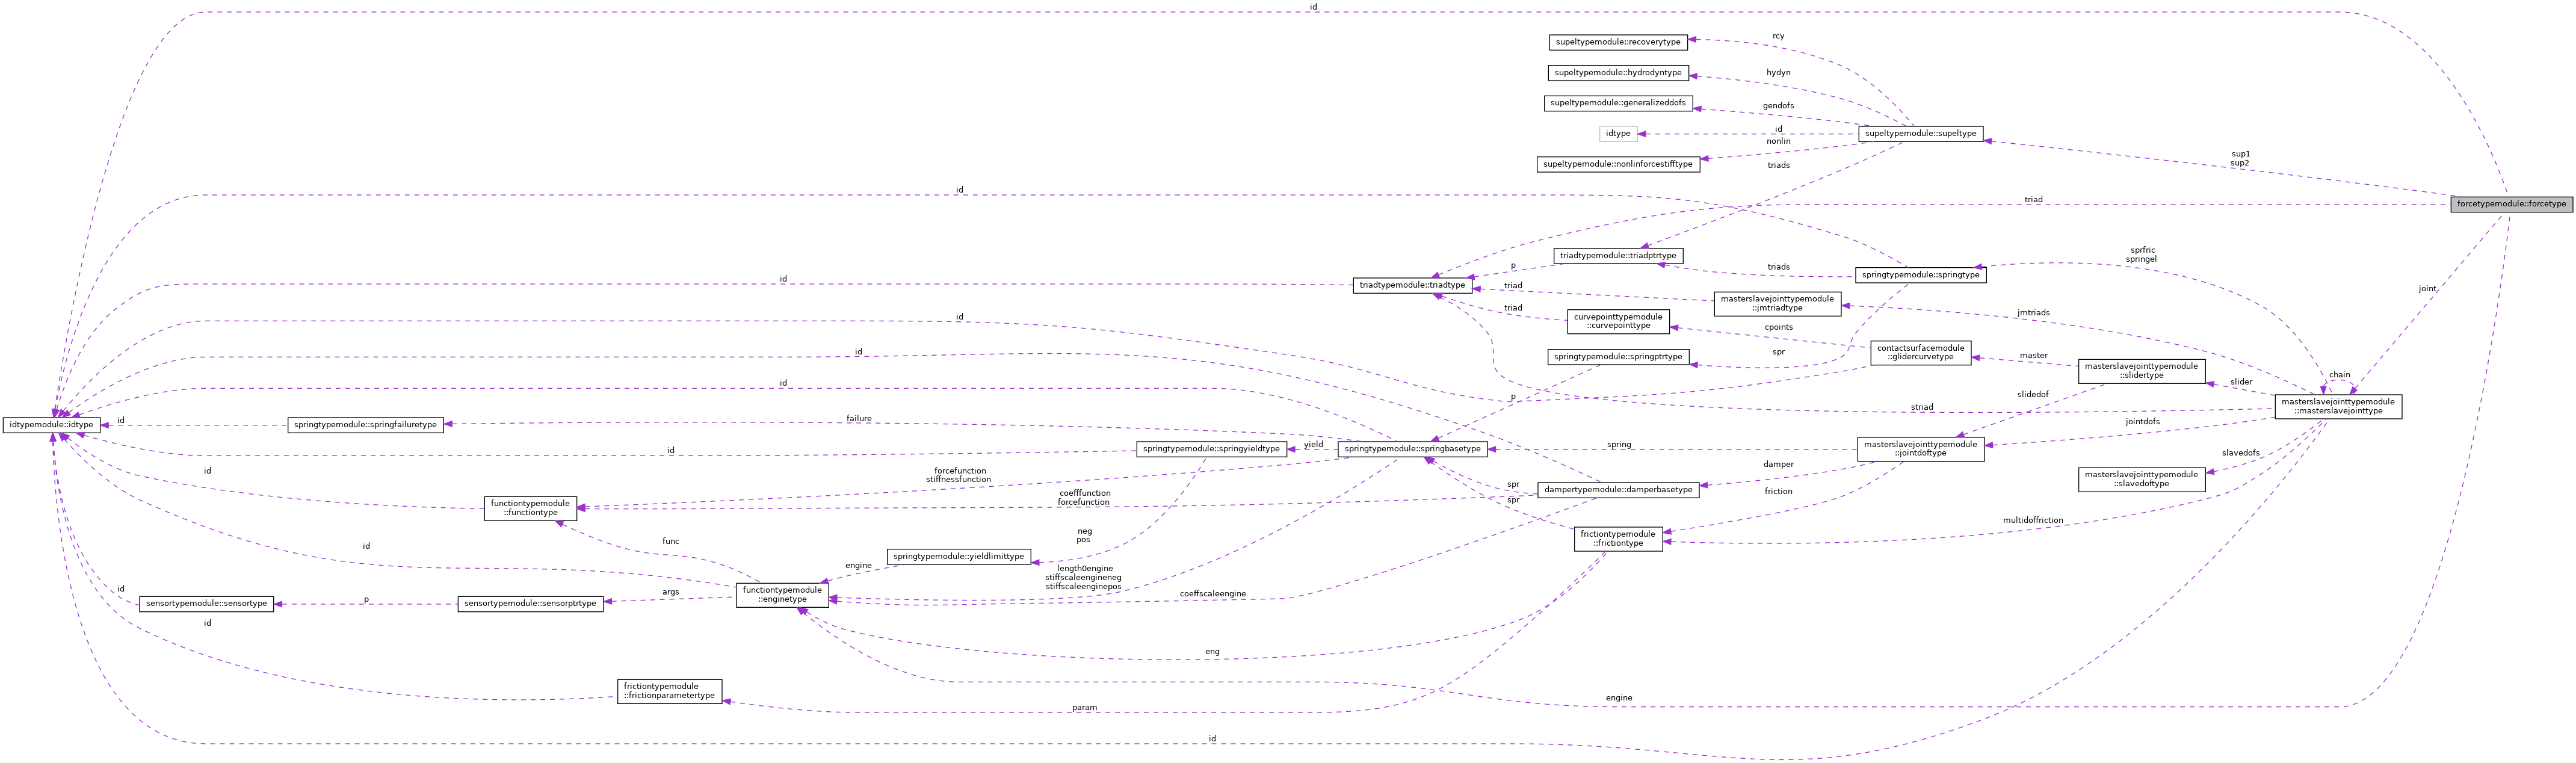 id
rcy
supeltypemodule::recoverytype
hydyn
supeltypemodule::hydrodyntype
gendofs
supeltypemodule::generalizeddofs
id
idtype
supeltypemodule::supeltype
nonlin
supeltypemodule::nonlinforcestifftype
sup1
sup2
triads
id
triad
forcetypemodule::forcetype
sprfric
springel
triadtypemodule::triadptrtype
p
triads
springtypemodule::springtype
id
triadtypemodule::triadtype
triad
masterslavejointtypemodule
::jmtriadtype
joint
triad
curvepointtypemodule
::curvepointtype
jmtriads
id
cpoints
contactsurfacemodule
::glidercurvetype
id
springtypemodule::springptrtype
spr
master
masterslavejointtypemodule
::slidertype
chain
slider
id
p
slidedof
striad
masterslavejointtypemodule
::masterslavejointtype
idtypemodule::idtype
id
springtypemodule::springfailuretype
failure
jointdofs
id
springtypemodule::springyieldtype
yield
springtypemodule::springbasetype
spring
masterslavejointtypemodule
::jointdoftype
slavedofs
id
forcefunction
stiffnessfunction
damper
masterslavejointtypemodule
::slavedoftype
functiontypemodule
::functiontype
coefffunction
forcefunction
spr
spr
dampertypemodule::damperbasetype
friction
multidoffriction
neg
pos
frictiontypemodule
::frictiontype
id
func
springtypemodule::yieldlimittype
engine
length0engine
stiffscaleengineneg
stiffscaleenginepos
id
sensortypemodule::sensortype
p
sensortypemodule::sensorptrtype
args
functiontypemodule
::enginetype
coeffscaleengine
id
eng
frictiontypemodule
::frictionparametertype
param
engine
id